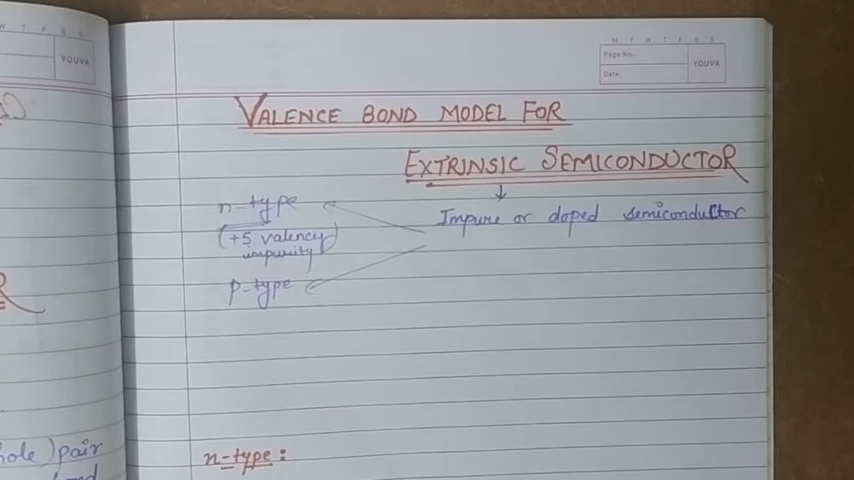 YOUVA
M T W T F S S
Page No.:
Date:
YOUVA
VALENCE BOND MODEL FOR
EXTRINSIC SEMICONDUCTOR
n-type
Impure or doped semiconductor
(+5 valency
impurity)
p-type
hole) pair
n-type: